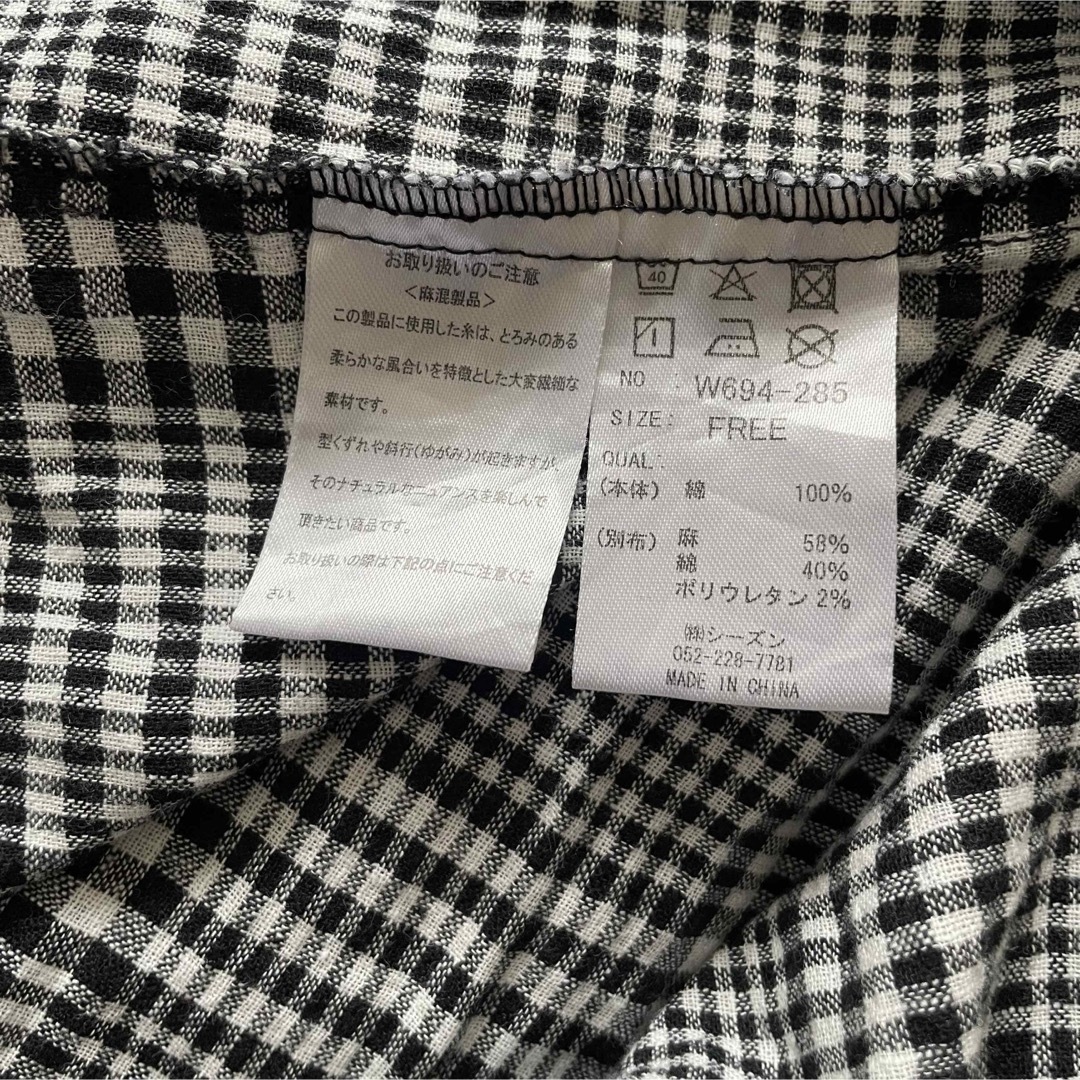 お取り扱いのご注意
<麻混製品>
この製品に使用した糸は、とろみのある
柔らかな風合いを特徴とした大変繊細な
素材です。
型くずれや斜行(ゆがみ)が起きますが、
そのナチュラルなニュアンスを楽しんで
頂きたい商品です。
お取り扱いの際は下記の点にご注意くだ
さい。
40
NO : W694-285
SIZE: FREE
QUAL:
(本体) 綿 100%
(別布) 麻 58%
綿 40%
ポリウレタン 2%
㈱シーズン
052-228-7781
MADE IN CHINA